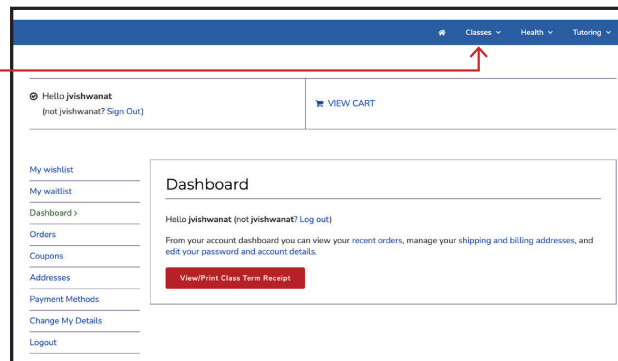 Classes Health Tutoring
Hello jvishwanat
(not jvishwanat? Sign Out)
VIEW CART
My wishlist
My waitlist
Dashboard >
Orders
Coupons
Addresses
Payment Methods
Change My Details
Logout
Dashboard
Hello jvishwanat (not jvishwanat? Log out)
From your account dashboard you can view your recent orders, manage your shipping and billing addresses, and
edit your password and account details.
View/Print Class Term Receipt